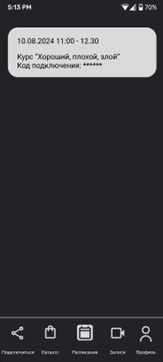 5:13 PM
70%
10.08.2024 11:00 - 12.30
Курс "Хороший, плохой, злой"
Код подключения: ******
Подключиться
Каталог
Расписание
Записи
Профиль